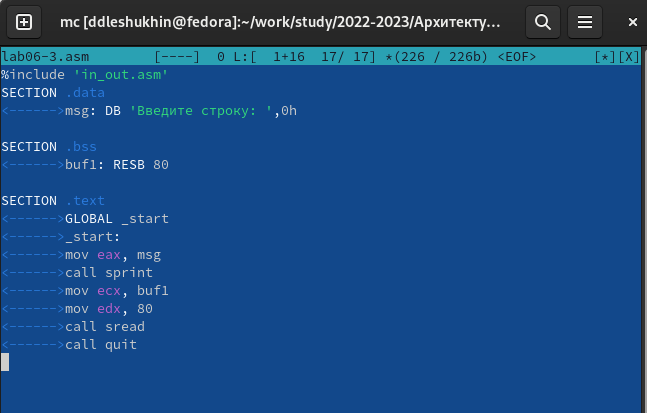 mc [ddleshukhin@fedora]:~/work/study/2022-2023/Архитекту…
lab06-3.asm [----] 0 L:[ 1+16 17/ 17] *(226 / 226b) <EOF> [*][X]
%include 'in_out.asm'
SECTION .data
<------>msg: DB 'Введите строку: ',0h
SECTION .bss
<------>buf1: RESB 80
SECTION .text
<------>GLOBAL _start
<------>_start:
<------>mov eax, msg
<------>call sprint
<------>mov ecx, buf1
<------>mov edx, 80
<------>call sread
<------>call quit